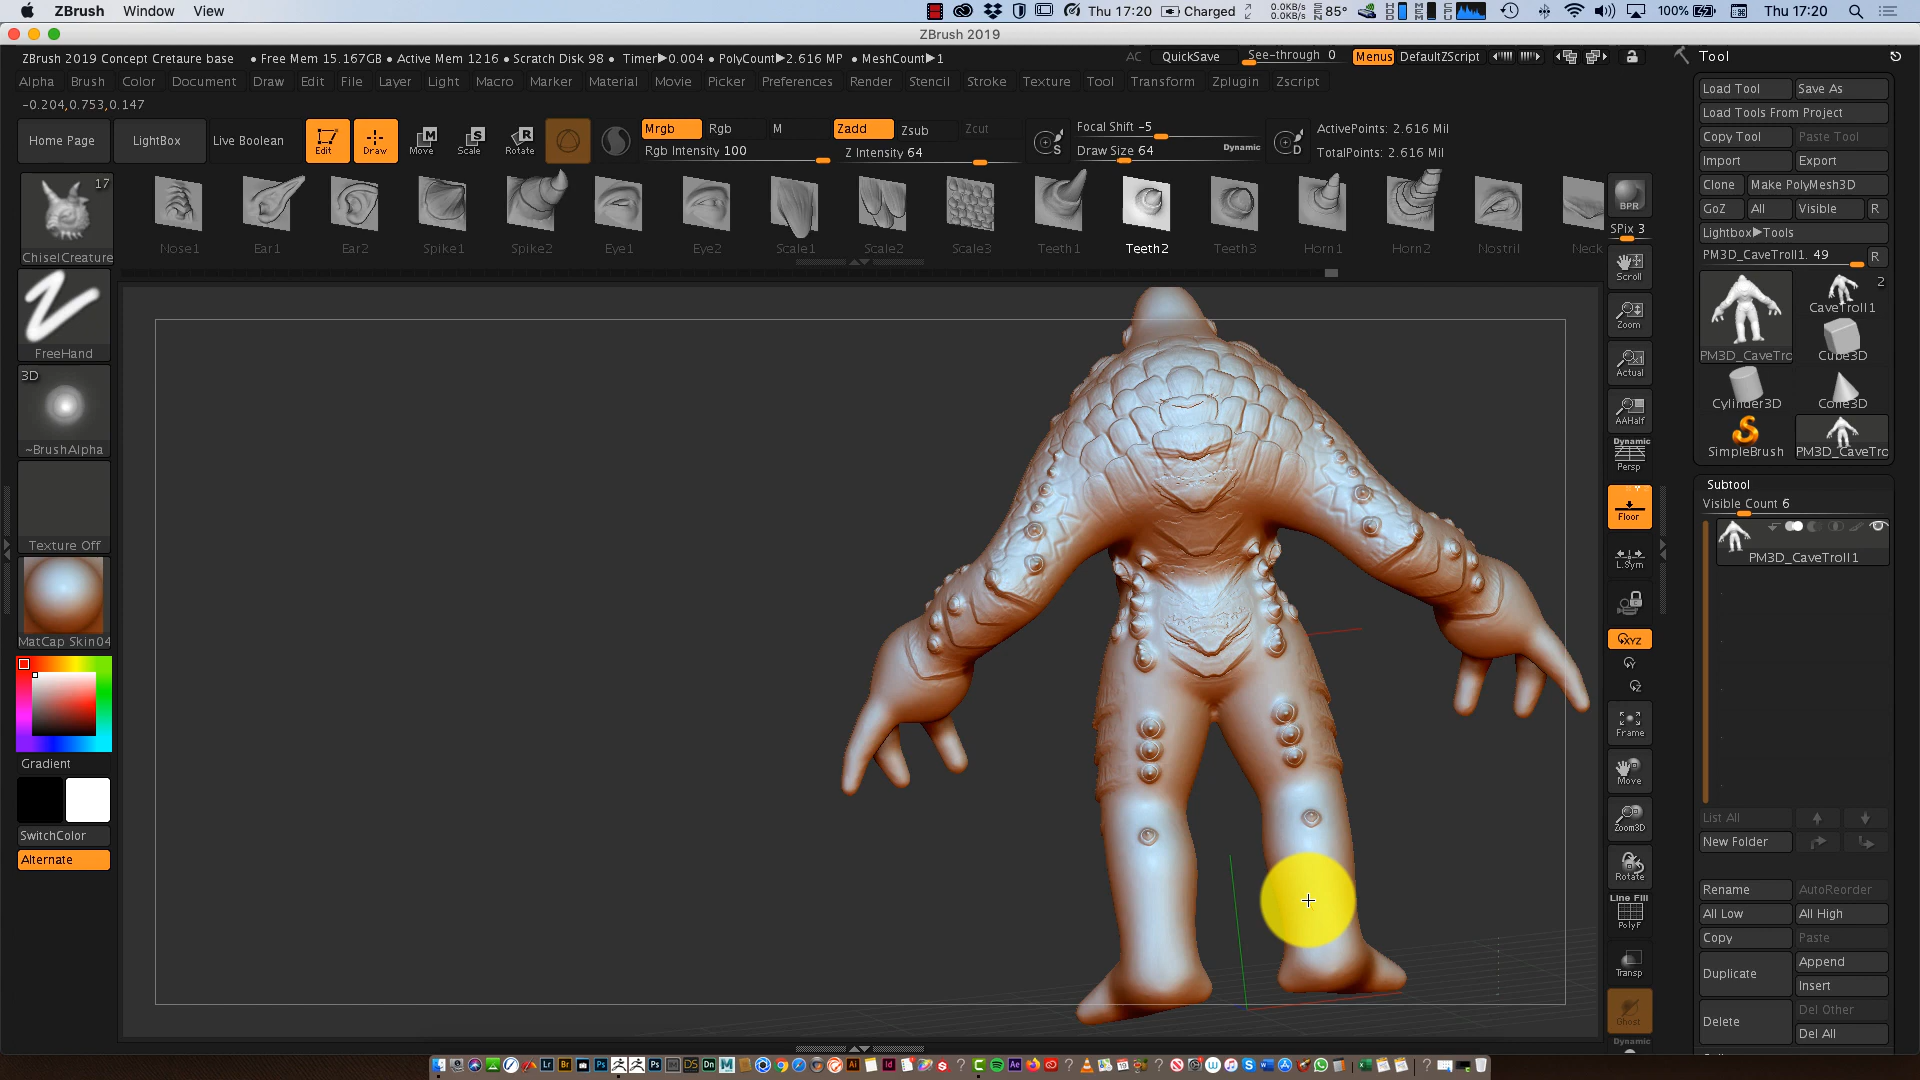 ZBrush Window View
Thu 17:20 Charged 0.0KB/s 0.0KB/s 85° 100% Thu 17:20
ZBrush 2019
ZBrush 2019 Concept Cretaure base • Free Mem 15.167GB • Active Mem 1216 • Scratch Disk 98 • Timer▶0.004 • PolyCount▶2.616 MP • MeshCount▶1
AC QuickSave See-through 0 Menus DefaultZScript
Alpha Brush Color Document Draw Edit File Layer Light Macro Marker Material Movie Picker Preferences Render Stencil Stroke Texture Tool Transform Zplugin Zscript
-0.204,0.753,0.147
Home Page LightBox Live Boolean Edit Draw Move Scale Rotate
Mrgb Rgb M
Rgb Intensity 100
Zadd Zsub Zcut
Z Intensity 64
Focal Shift -5
Draw Size 64 Dynamic
ActivePoints: 2.616 Mil
TotalPoints: 2.616 Mil
17
ChiselCreature
Nose1 Ear1 Ear2 Spike1 Spike2 Eye1 Eye2 Scale1 Scale2 Scale3 Teeth1 Teeth2 Teeth3 Horn1 Horn2 Nostril Neck
FreeHand
3D
~BrushAlpha
Texture Off
MatCap Skin04
Gradient
SwitchColor
Alternate
BPR
SPix 3
Scroll
Zoom
Actual
AAHalf
Dynamic
Persp
Floor
L.Sym
XYZ
Frame
Move
Zoom3D
Rotate
Line Fill
PolyF
Transp
Ghost
Dynamic
Tool
Load Tool Save As
Load Tools From Project
Copy Tool Paste Tool
Import Export
Clone Make PolyMesh3D
GoZ All Visible R
Lightbox▶Tools
PM3D_CaveTroll1. 49 R
2
PM3D_CaveTro CaveTroll1
Cube3D
Cylinder3D Cone3D
SimpleBrush PM3D_CaveTro
Subtool
Visible Count 6
PM3D_CaveTroll1
List All
New Folder
Rename AutoReorder
All Low All High
Copy Paste
Duplicate Append
Insert
Delete Del Other
Del All